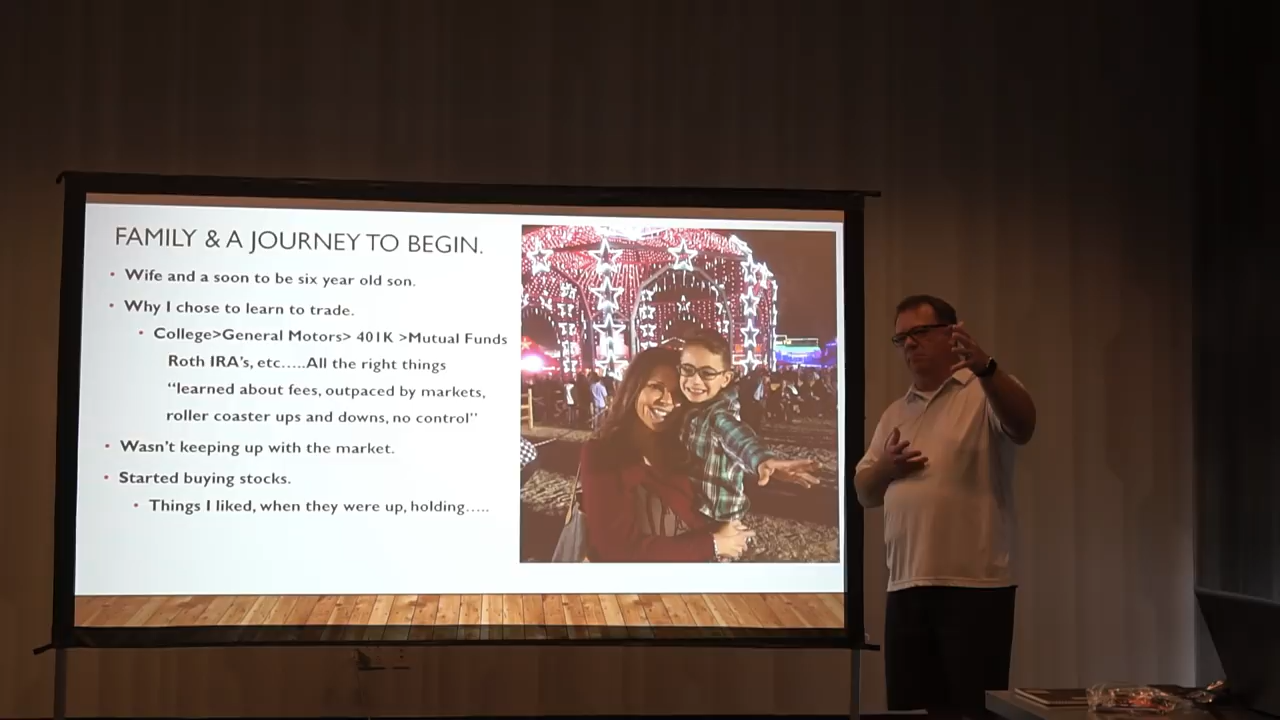 FAMILY & A JOURNEY TO BEGIN.
• Wife and a soon to be six year old son.
• Why I chose to learn to trade.
• College>General Motors> 401K >Mutual Funds
Roth IRA's, etc.....All the right things
“learned about fees, outpaced by markets,
roller coaster ups and downs, no control”
• Wasn't keeping up with the market.
• Started buying stocks.
• Things I liked, when they were up, holding.....